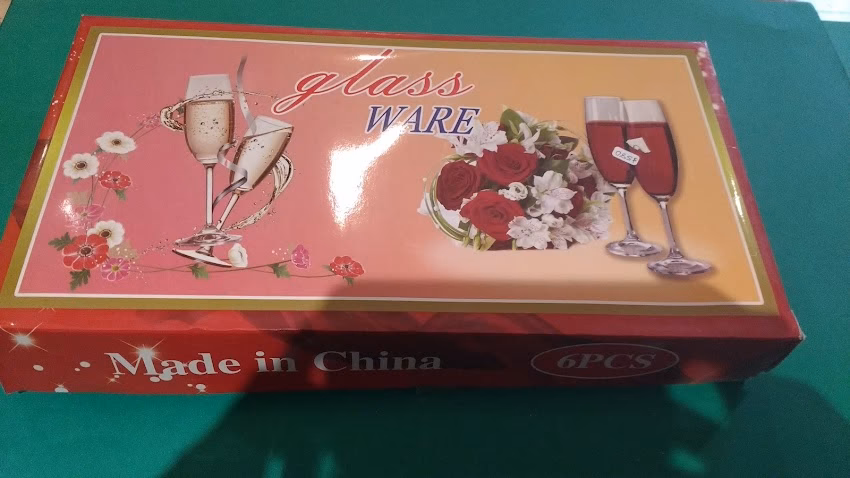 glass
WARE
Made in China
6PCS